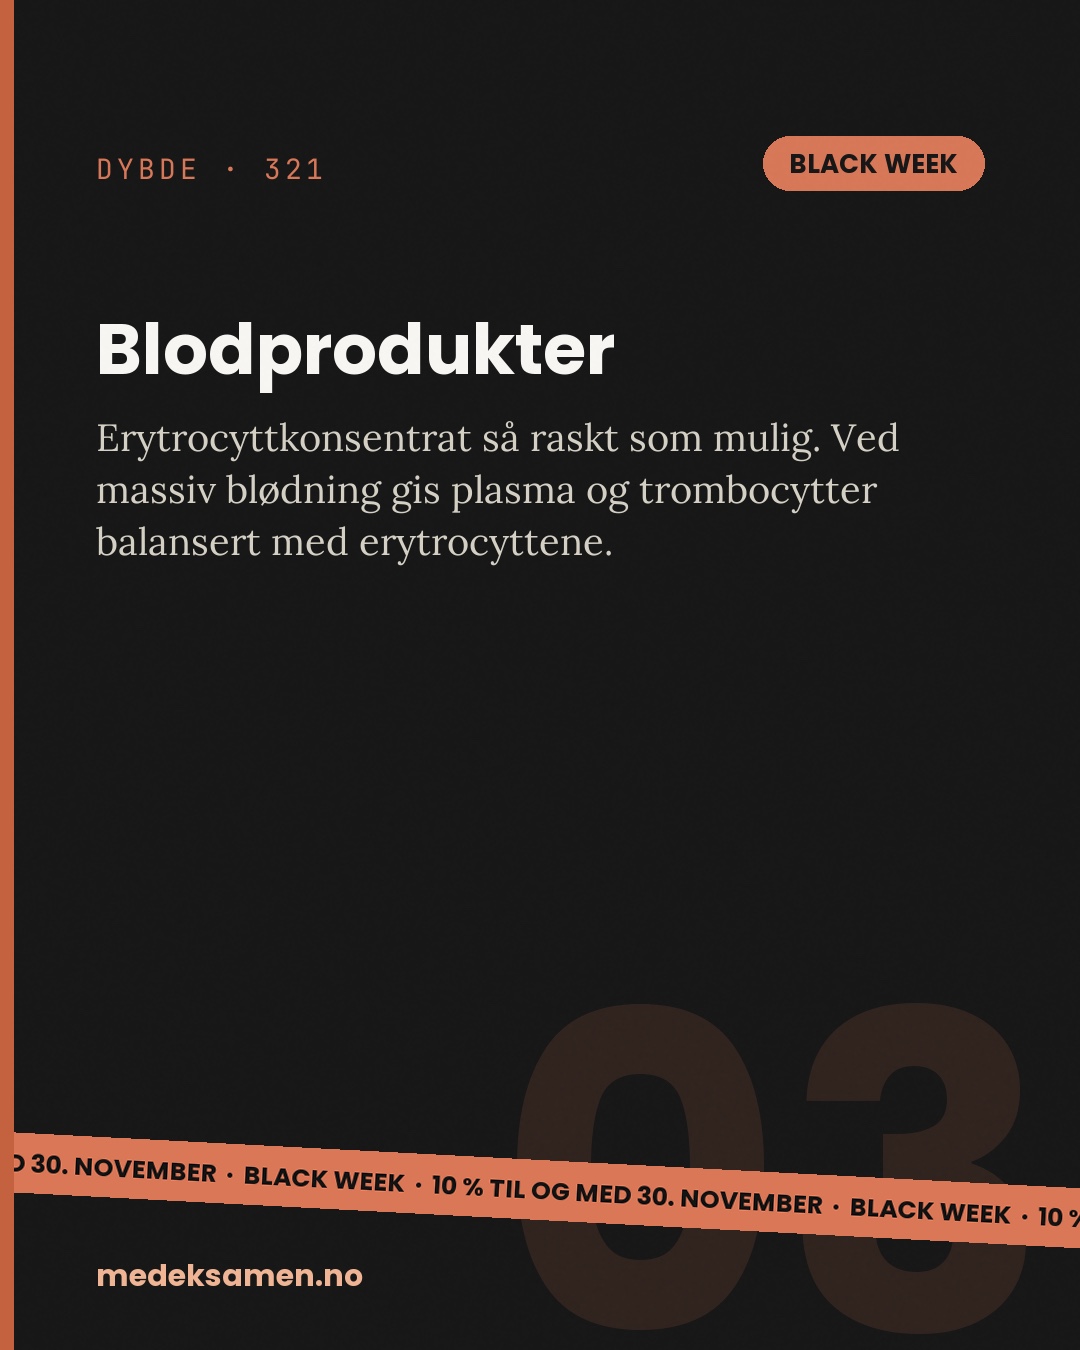 DYBDE · 321
BLACK WEEK
Blodprodukter
Erytrocyttkonsentrat så raskt som mulig. Ved
massiv blødning gis plasma og trombocytter
balansert med erytrocyttene.
03
30. NOVEMBER · BLACK WEEK · 10 % TIL OG MED 30. NOVEMBER · BLACK WEEK · 10 %
medeksamen.no